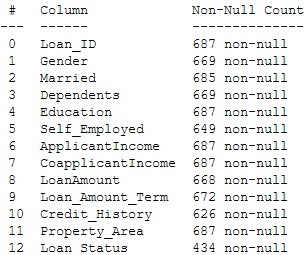 #   Column             Non-Null Count
---  ------             --------------
0   Loan_ID            687 non-null
1   Gender             669 non-null
2   Married            685 non-null
3   Dependents         669 non-null
4   Education          687 non-null
5   Self_Employed      649 non-null
6   ApplicantIncome    687 non-null
7   CoapplicantIncome  687 non-null
8   LoanAmount         668 non-null
9   Loan_Amount_Term   672 non-null
10  Credit_History     626 non-null
11  Property_Area      687 non-null
12  Loan Status        434 non-null